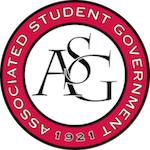 ASSOCIATED STUDENT GOVERNMENT
ASG
1921